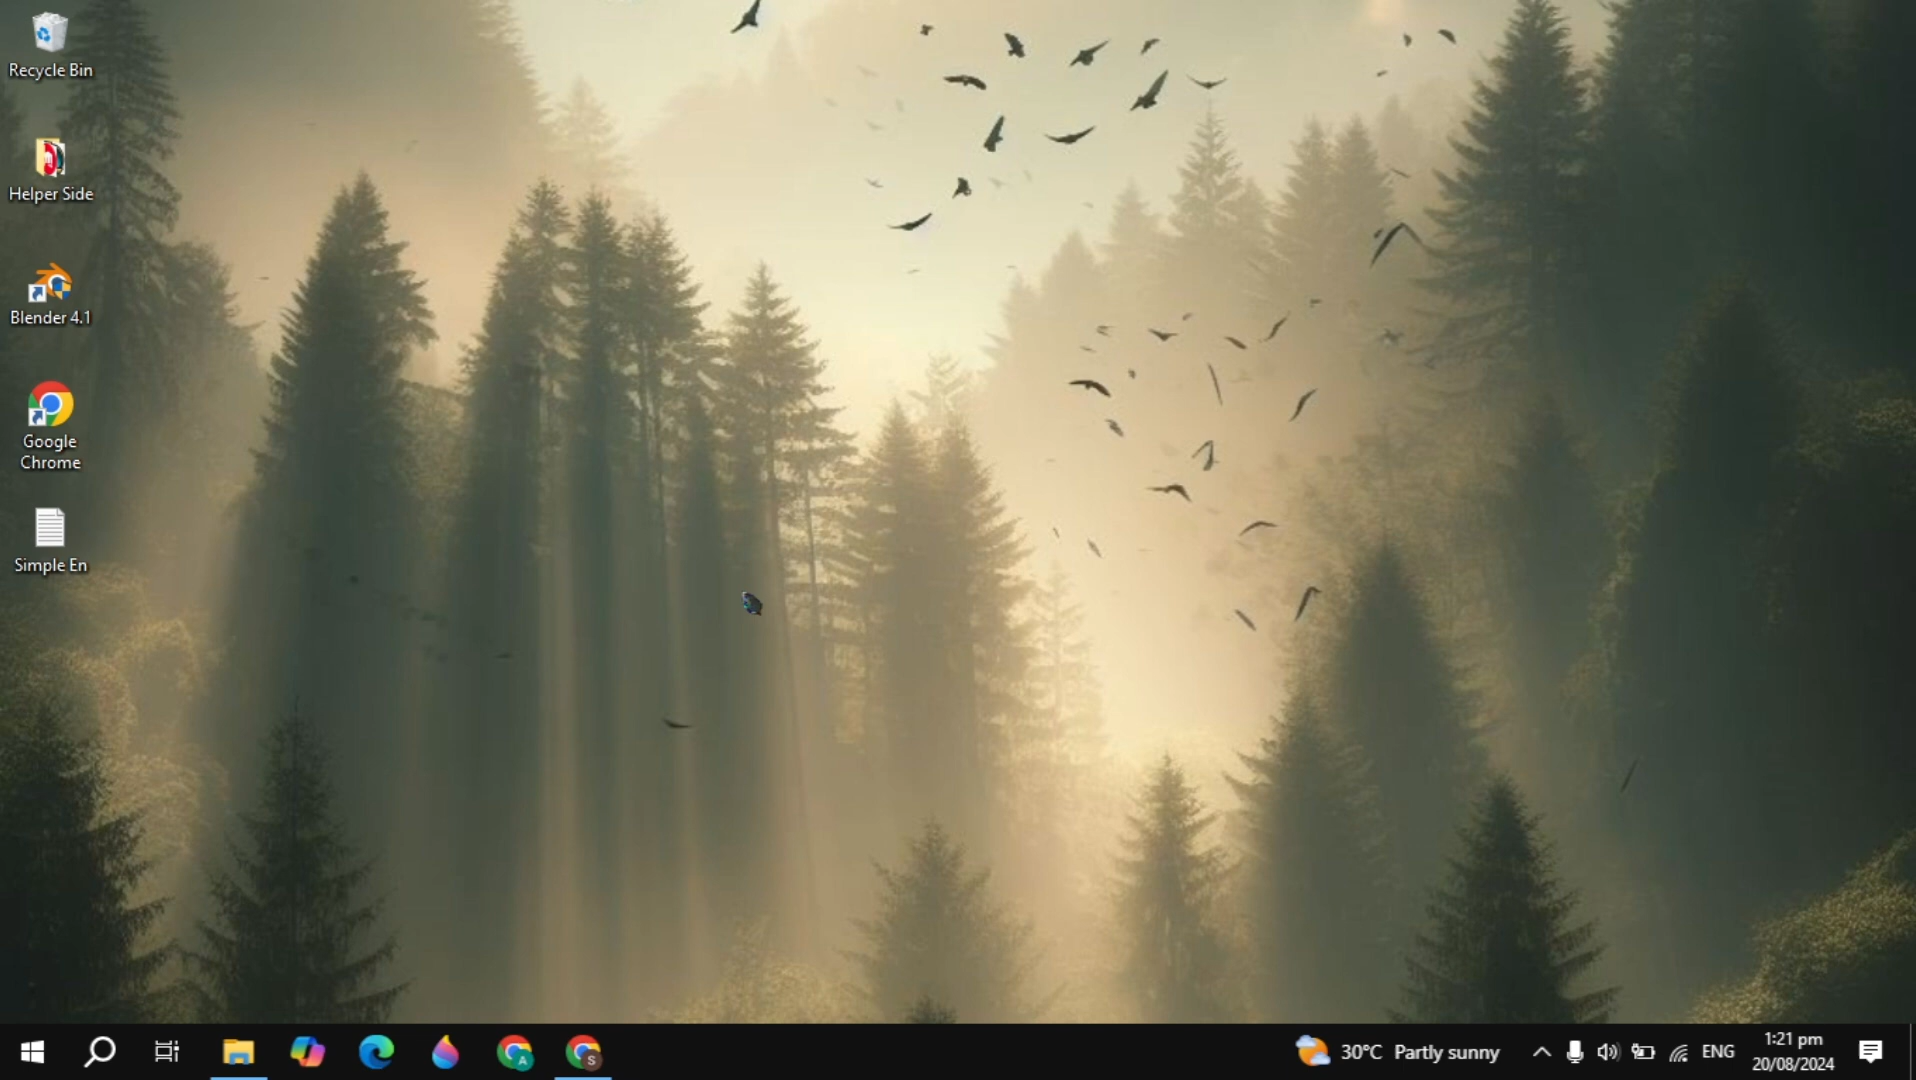 Recycle Bin
Helper Side
Blender 4.1
Google
Chrome
Simple En
A
S
30°C Partly sunny
ENG
1:21 pm
20/08/2024